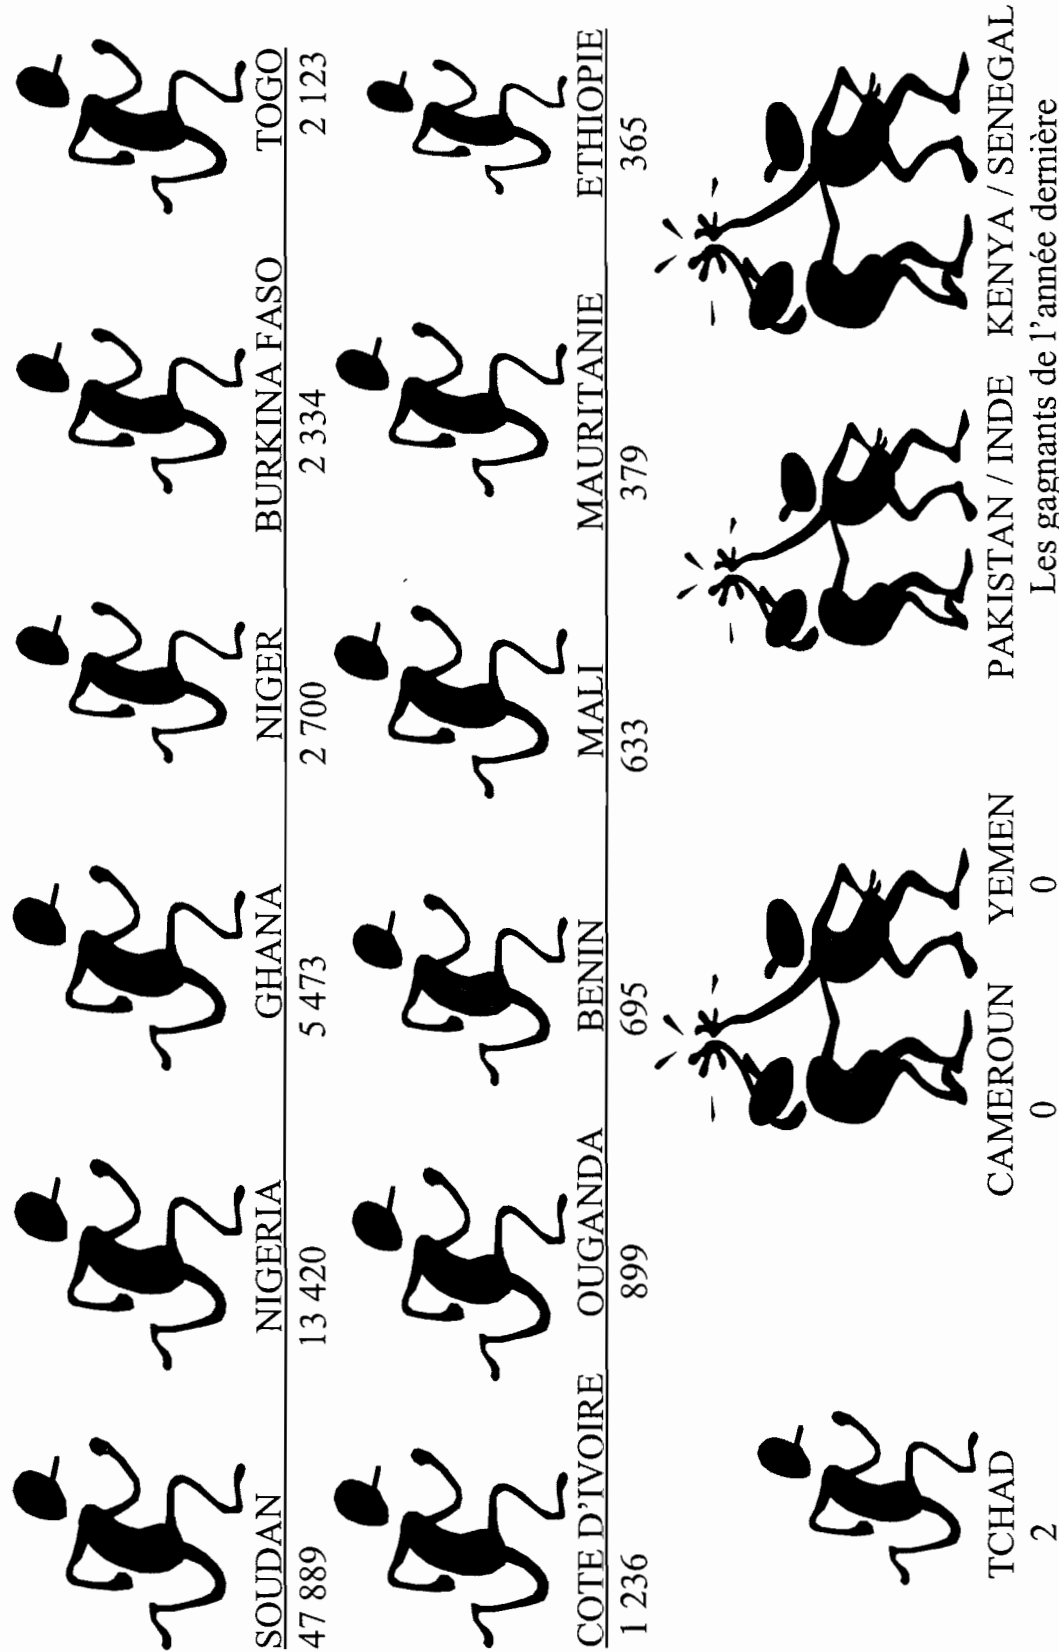 SOUDAN NIGERIA GHANA NIGER BURKINA FASO TOGO
47 889 13 420 5 473 2 700 2 334 2 123
COTE D'IVOIRE OUGANDA BENIN MALI MAURITANIE ETHIOPIE
1 236 899 695 633 379 365
TCHAD CAMEROUN YEMEN PAKISTAN / INDE KENYA / SENEGAL
2 0 0 Les gagnants de l'année dernière